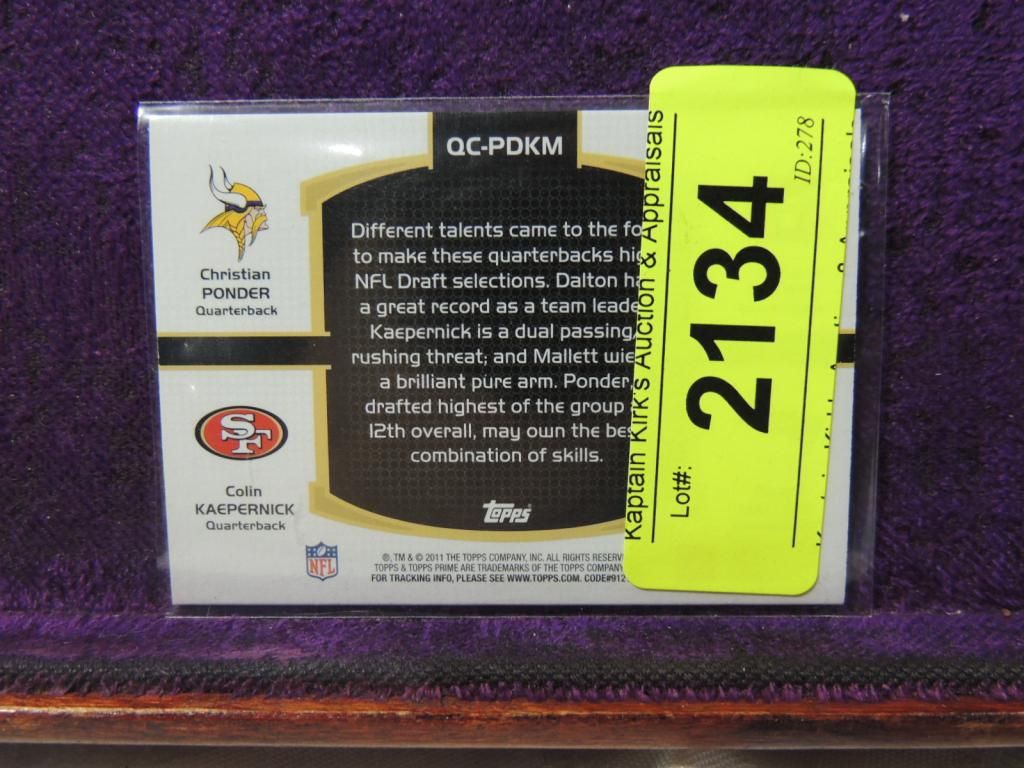 QC-PDKM
Christian
PONDER
Quarterback
Different talents came to the fo
to make these quarterbacks hig
NFL Draft selections. Dalton ha
a great record as a team leade
Kaepernick is a dual passing/
rushing threat; and Mallett wie
a brilliant pure arm. Ponder,
drafted highest of the group
12th overall, may own the bes
combination of skills.
SF
Colin
KAEPERNICK
Quarterback
topps
NFL
®, TM & © 2011 THE TOPPS COMPANY, INC. ALL RIGHTS RESERV
TOPPS & TOPPS PRIME ARE TRADEMARKS OF THE TOPPS COMPANY
FOR TRACKING INFO, PLEASE SEE WWW.TOPPS.COM. CODE#912
Kaptain Kirk's Auction & Appraisals
Lot#:
2134
ID:278